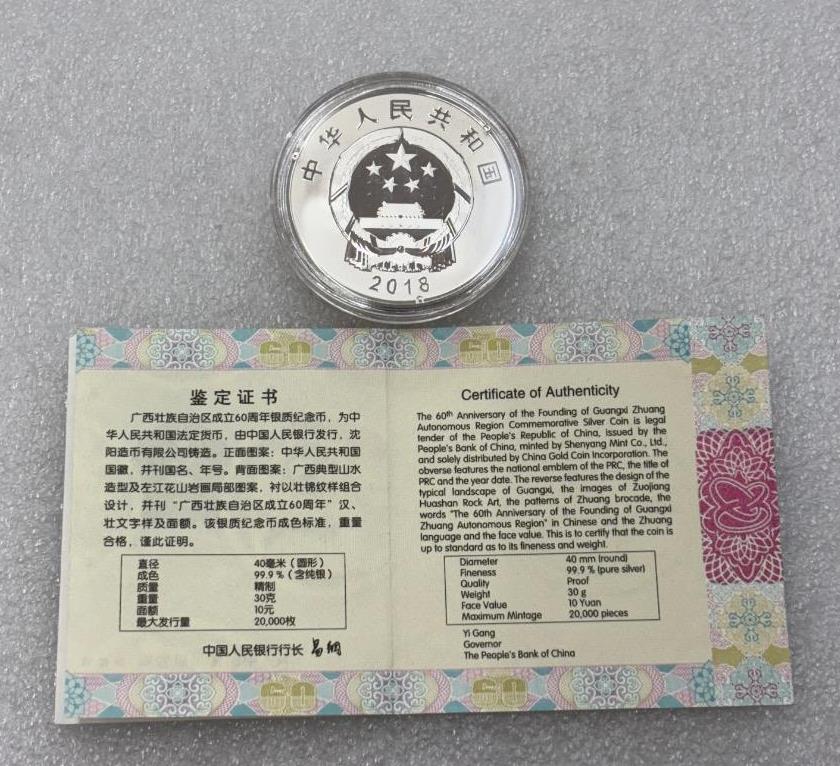 中华人民共和国
2018
60
60
鉴定证书
广西壮族自治区成立60周年银质纪念币，为中
华人民共和国法定货币，由中国人民银行发行，沈
阳造币有限公司铸造。正面图案：中华人民共和国
国徽，并刊国名、年号。背面图案：广西典型山水
造型及左江花山岩画局部图案，衬以壮锦纹样组合
设计，并刊“广西壮族自治区成立60周年”汉、
壮文字样及面额。该银质纪念币成色标准，重量
合格，谨此证明。
直径 40毫米（圆形）
成色 99.9％（含纯银）
质量 精制
重量 30克
面额 10元
最大发行量 20,000枚
中国人民银行行长 易纲
Certificate of Authenticity
The 60th Anniversary of the Founding of Guangxi Zhuang
Autonomous Region Commemorative Silver Coin is legal
tender of the People's Republic of China, issued by the
People's Bank of China, minted by Shenyang Mint Co., Ltd.,
and solely distributed by China Gold Coin Incorporation. The
obverse features the national emblem of the PRC, the title of
PRC and the year date. The reverse features the design of the
typical landscape of Guangxi, the images of Zuojiang
Huashan Rock Art, the patterns of Zhuang brocade, the
words "The 60th Anniversary of the Founding of Guangxi
Zhuang Autonomous Region" in Chinese and the Zhuang
language and the face value. This is to certify that the coin is
up to standard as to its fineness and weight.
Diameter 40 mm (round)
Fineness 99.9 % (pure silver)
Quality Proof
Weight 30 g
Face Value 10 Yuan
Maximum Mintage 20,000 pieces
Yi Gang
Governor
The People's Bank of China
60
60